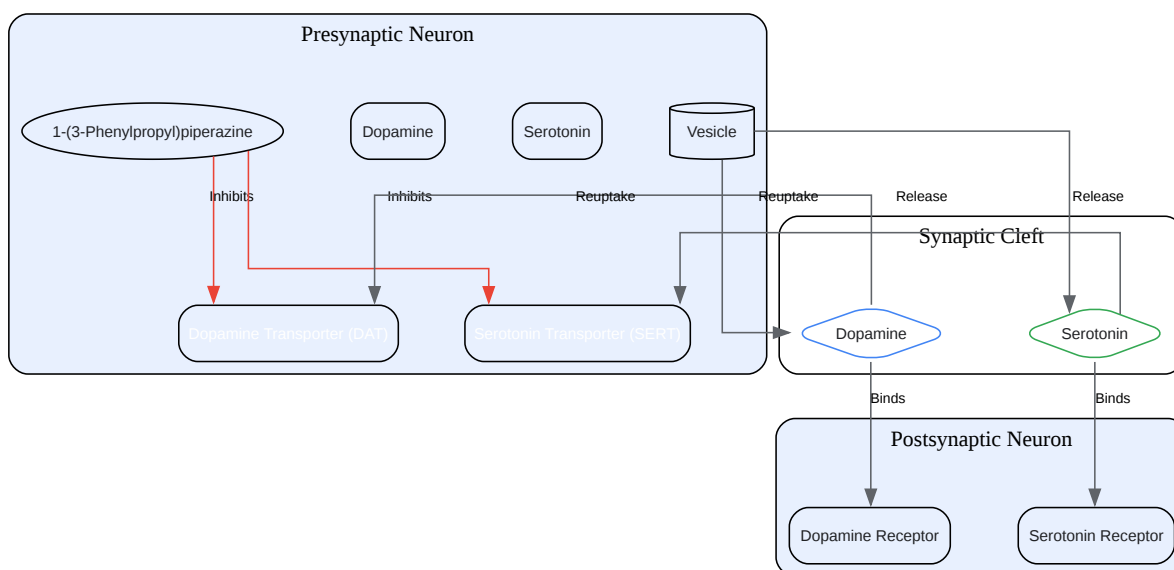 Presynaptic Neuron
1-(3-Phenylpropyl)piperazine
Dopamine
Serotonin
Vesicle
Inhibits
Inhibits
Reuptake
Reuptake
Release
Release
Synaptic Cleft
Dopamine Transporter (DAT)
Serotonin Transporter (SERT)
Dopamine
Serotonin
Binds
Binds
Postsynaptic Neuron
Dopamine Receptor
Serotonin Receptor